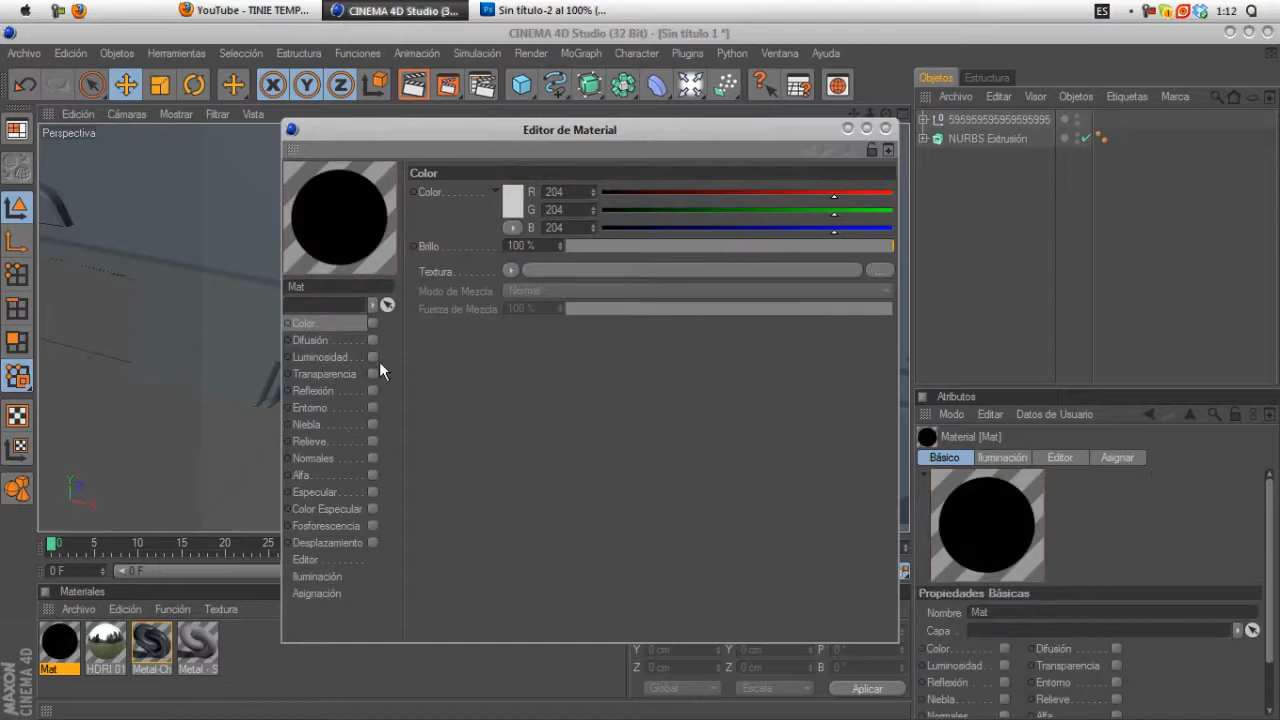 YouTube - TINIE TEMP...
CINEMA 4D Studio (3...
Sin título-2 al 100% (...
ES
1:12
CINEMA 4D Studio (32 Bit) - [Sin título 1 *]
Archivo Edición Objetos Herramientas Selección Estructura Funciones Animación Simulación Render MoGraph Character Plugins Python Ventana Ayuda
X Y Z
Objetos Estructura
Archivo Editar Visor Objetos Etiquetas Marca
595959595959595995
NURBS Extrusión
Edición Cámaras Mostrar Filtrar Vista
Perspectiva
Editor de Material
Color
Color R 204
G 204
B 204
Brillo 100 %
Textura
Modo de Mezcla Normal
Fuerza de Mezcla 100 %
Mat
Color
Difusión
Luminosidad
Transparencia
Reflexión
Entorno
Niebla
Relieve
Normales
Alfa
Especular
Color Especular
Fosforescencia
Desplazamiento
Editor
Iluminación
Asignación
Y
X
0 5 10 15 20
0 F 0 F
Materiales
Archivo Edición Función Textura
Mat HDRI 01 Metal-Ch Metal - S
Y 0 cm Y 0 cm P 0°
Z 0 cm Z 0 cm B 0°
Global Escala Aplicar
Atributos
Modo Editar Datos de Usuario
Material [Mat]
Básico Iluminación Editor Asignar
Propiedades Básicas
Nombre Mat
Capa
Color Difusión
Luminosidad Transparencia
Reflexión Entorno
Niebla Relieve
Normales Alfa
MAXON
CINEMA 4D